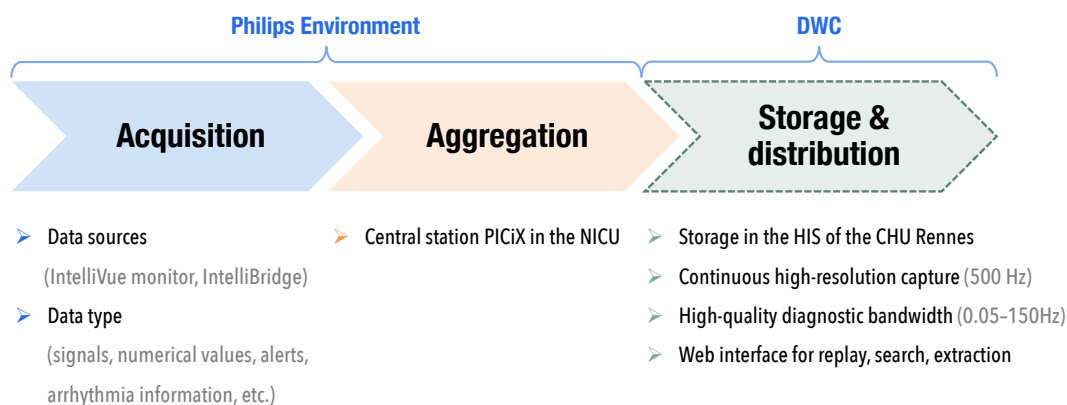 Philips Environment
DWC
Acquisition
Aggregation
Storage &
distribution
Data sources
(IntelliVue monitor, IntelliBridge)
Data type
(signals, numerical values, alerts,
arrhythmia information, etc.)
Central station PICiX in the NICU
Storage in the HIS of the CHU Rennes
Continuous high-resolution capture (500 Hz)
High-quality diagnostic bandwidth (0.05–150Hz)
Web interface for replay, search, extraction